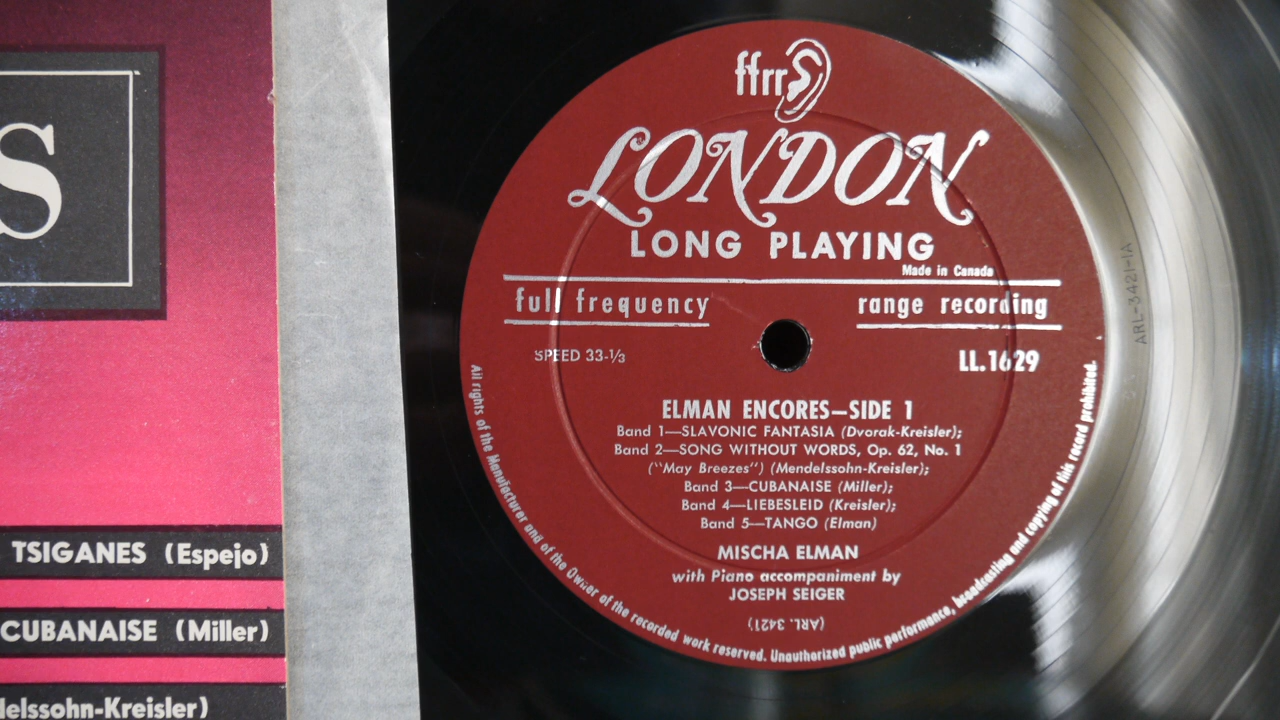 S
TSIGANES (Espejo)
CUBANAISE (Miller)
elssohn-Kreisler)
ffrr
LONDON
LONG PLAYING
Made in Canada
full frequency range recording
SPEED 33-⅓
LL.1629
ELMAN ENCORES—SIDE 1
Band 1—SLAVONIC FANTASIA (Dvorak-Kreisler);
Band 2—SONG WITHOUT WORDS, Op. 62, No. 1
("May Breezes") (Mendelssohn-Kreisler);
Band 3—CUBANAISE (Miller);
Band 4—LIEBESLEID (Kreisler);
Band 5—TANGO (Elman)
MISCHA ELMAN
with Piano accompaniment by
JOSEPH SEIGER
(ARL. 3421)
All rights of the Manufacturer and of the Owner of the recorded work reserved. Unauthorized public performance, broadcasting and copying of this record prohibited.
ARL-3421-1A